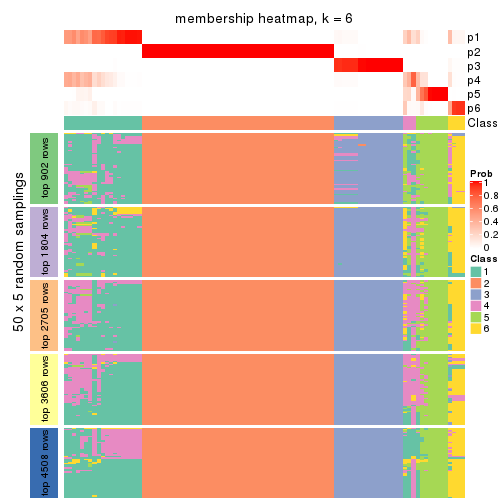 membership heatmap, k = 6
p1
p2
p3
p4
p5
p6
Class
50 x 5 random samplings
top 902 rows
top 1804 rows
top 2705 rows
top 3606 rows
top 4508 rows
Prob
1
0.8
0.6
0.4
0.2
0
Class
1
2
3
4
5
6